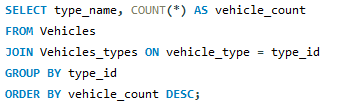 SELECT type_name, COUNT(*) AS vehicle_count
FROM Vehicles
JOIN Vehicles_types ON vehicle_type = type_id
GROUP BY type_id
ORDER BY vehicle_count DESC;